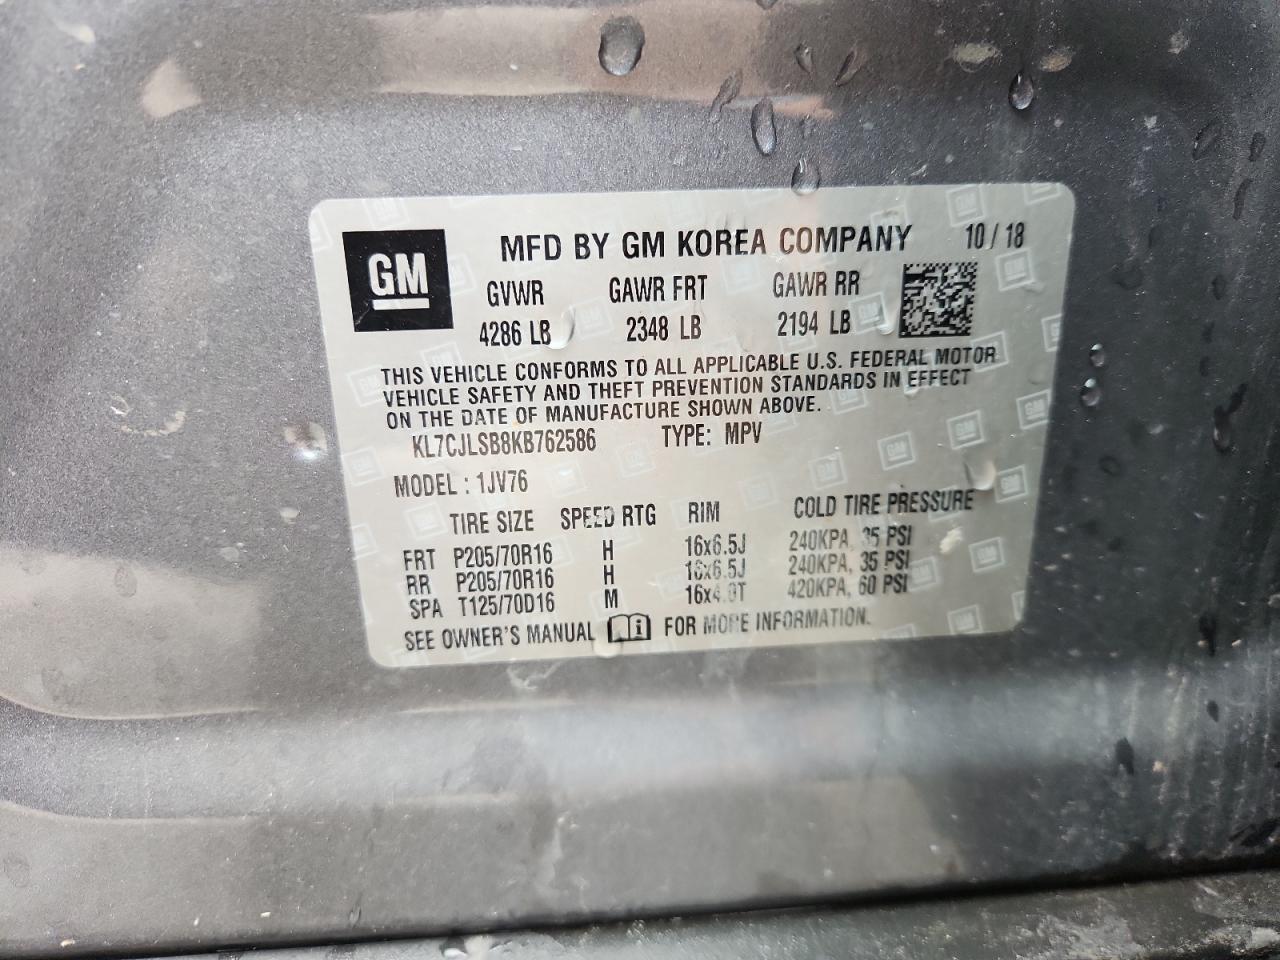 GM
MFD BY GM KOREA COMPANY 10/18
GVWR GAWR FRT GAWR RR
4286 LB 2348 LB 2194 LB
THIS VEHICLE CONFORMS TO ALL APPLICABLE U.S. FEDERAL MOTOR
VEHICLE SAFETY AND THEFT PREVENTION STANDARDS IN EFFECT
ON THE DATE OF MANUFACTURE SHOWN ABOVE.
KL7CJLSB8KB762586 TYPE: MPV
MODEL : 1JV76
TIRE SIZE SPEED RTG RIM COLD TIRE PRESSURE
FRT P205/70R16 H 16x6.5J 240KPA, 35 PSI
RR P205/70R16 H 16x6.5J 240KPA, 35 PSI
SPA T125/70D16 M 16x4.0T 420KPA, 60 PSI
SEE OWNER'S MANUAL FOR MORE INFORMATION.